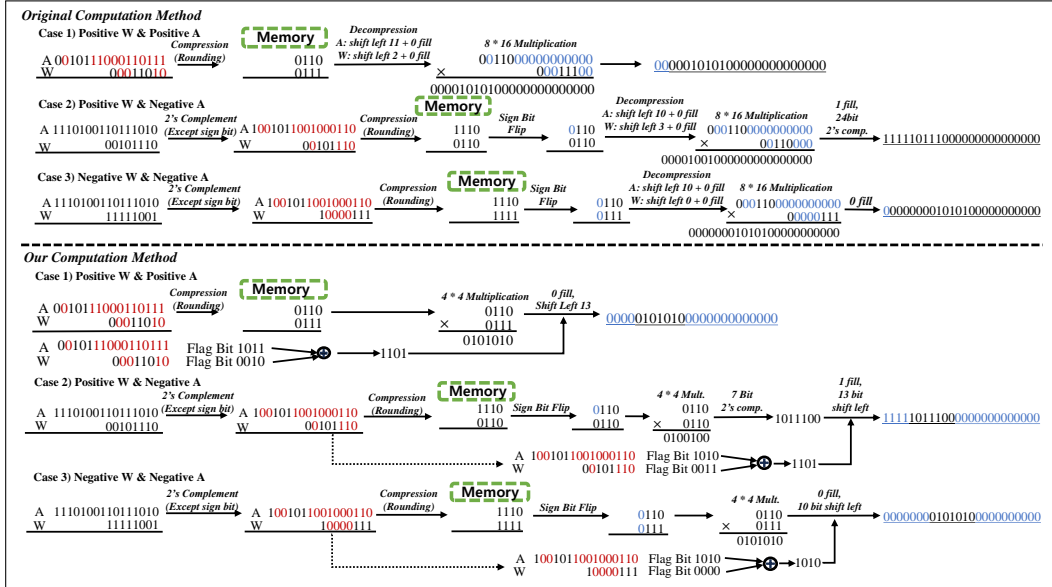 Original Computation Method
Case 1) Positive W & Positive A
Compression
(Rounding)
Memory
Decompression
A: shift left 11 + 0 fill
W: shift left 2 + 0 fill
8 * 16 Multiplication
A 0010111000110111
W 00011010
0110
0111
0011000000000000
× 00011100
000010101000000000000000
000000101010000000000000
Case 2) Positive W & Negative A
2's Complement
(Except sign bit)
Compression
(Rounding)
Memory
Sign Bit
Flip
Decompression
A: shift left 10 + 0 fill
W: shift left 3 + 0 fill
8 * 16 Multiplication
1 fill,
24bit
2's comp.
A 1110100110111010
W 00101110
A 1001011001000110
W 00101110
1110
0110
0110
0110
0001100000000000
× 00110000
000010010000000000000000
111110111000000000000000
Case 3) Negative W & Negative A
2's Complement
(Except sign bit)
Compression
(Rounding)
Memory
Sign Bit
Flip
Decompression
A: shift left 10 + 0 fill
W: shift left 0 + 0 fill
8 * 16 Multiplication
0 fill
A 1110100110111010
W 11111001
A 1001011001000110
W 10000111
1110
1111
0110
0111
0001100000000000
× 00000111
00000001010100000000000
000000001010100000000000
Our Computation Method
Case 1) Positive W & Positive A
Compression
(Rounding)
Memory
4 * 4 Multiplication
0 fill,
Shift Left 13
A 0010111000110111
W 00011010
0110
0111
0110
× 0111
0101010
000001010100000000000000
A 0010111000110111
W 00011010
Flag Bit 1011
Flag Bit 0010
1101
Case 2) Positive W & Negative A
2's Complement
(Except sign bit)
Compression
(Rounding)
Memory
Sign Bit Flip
4 * 4 Mult.
7 Bit
2's comp.
1 fill,
13 bit
shift left
A 1110100110111010
W 00101110
A 1001011001000110
W 00101110
1110
0110
0110
0110
0110
× 0110
0100100
1011100
111110111000000000000000
A 1001011001000110
W 00101110
Flag Bit 1010
Flag Bit 0011
1101
Case 3) Negative W & Negative A
2's Complement
(Except sign bit)
Compression
(Rounding)
Memory
Sign Bit Flip
4 * 4 Mult.
0 fill,
10 bit shift left
A 1110100110111010
W 11111001
A 1001011001000110
W 10000111
1110
1111
0110
0111
0110
× 0111
0101010
000000001010100000000000
A 1001011001000110
W 10000111
Flag Bit 1010
Flag Bit 0000
1010